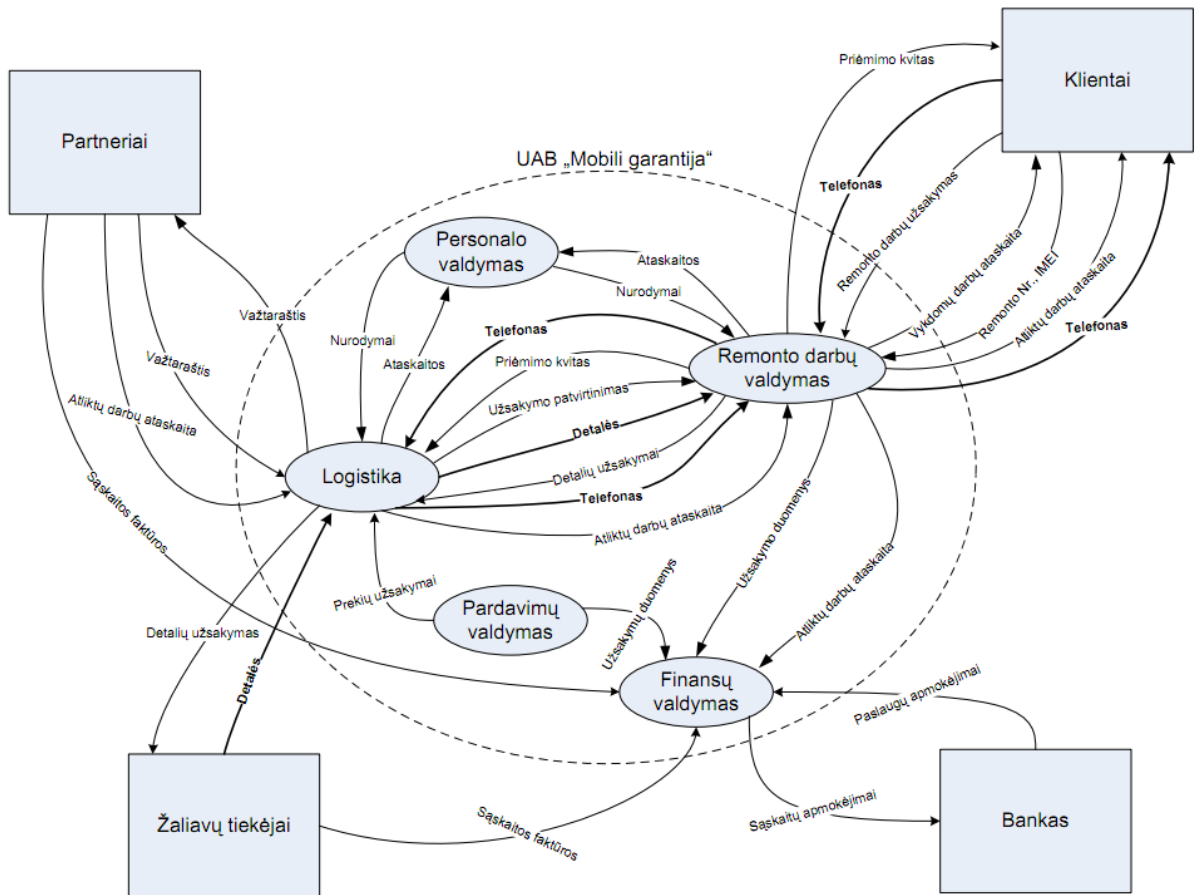 Priėmimo kvitas
Klientai
Partneriai
UAB „Mobili garantija“
Telefonas
Remonto darbų užsakymas
Vykdomų darbų ataskaita
Remonto Nr., IMEI
Atliktų darbų ataskaita
Telefonas
Personalo
valdymas
Ataskaitos
Nurodymai
Važtaraštis
Nurodymai
Ataskaitos
Telefonas
Priėmimo kvitas
Remonto darbų
valdymas
Važtaraštis
Užsakymo patvirtinimas
Atliktų darbų ataskaita
Detalės
Logistika
Detalių užsakymai
Telefonas
Sąskaitos faktūros
Atliktų darbų ataskaita
Užsakymo duomenys
Atliktų darbų ataskaita
Prekių užsakymai
Pardavimų
valdymas
Užsakymų duomenys
Detalių užsakymas
Detalės
Finansų
valdymas
Paslaugų apmokėjimai
Žaliavų tiekėjai
Sąskaitos faktūros
Sąskaitų apmokėjimai
Bankas